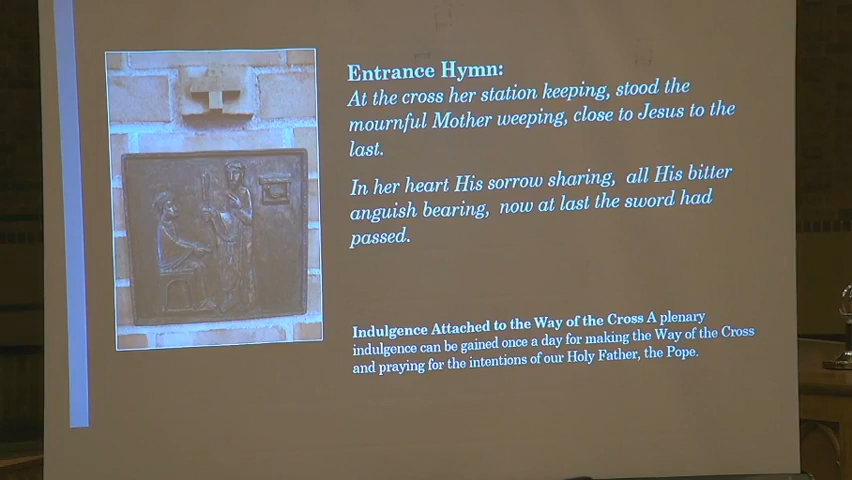 Entrance Hymn:
At the cross her station keeping, stood the
mournful Mother weeping, close to Jesus to the
last.
In her heart His sorrow sharing, all His bitter
anguish bearing, now at last the sword had
passed.
Indulgence Attached to the Way of the Cross A plenary
indulgence can be gained once a day for making the Way of the Cross
and praying for the intentions of our Holy Father, the Pope.